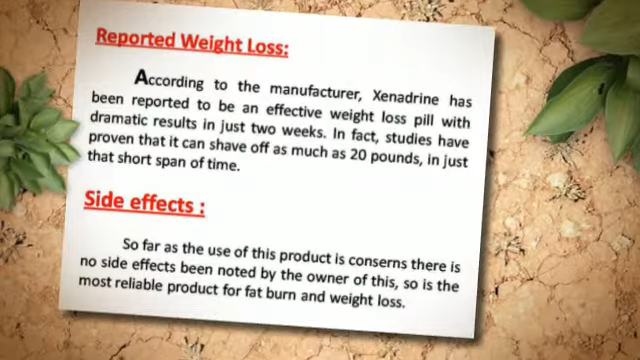 Reported Weight Loss:
According to the manufacturer, Xenadrine has
been reported to be an effective weight loss pill with
dramatic results in just two weeks. In fact, studies have
proven that it can shave off as much as 20 pounds, in just
that short span of time.
Side effects :
So far as the use of this product is conserns there is
no side effects been noted by the owner of this, so is the
most reliable product for fat burn and weight loss.